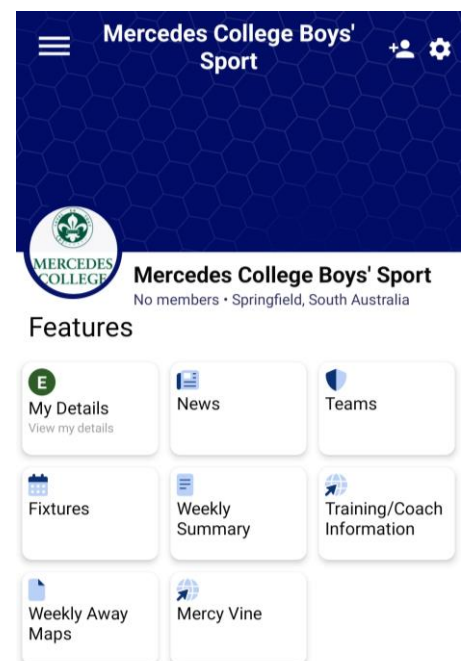 Mercedes College Boys'
Sport
MERCEDES
COLLEGE
Mercedes College Boys' Sport
No members • Springfield, South Australia
Features
E
My Details
View my details
News
Teams
Fixtures
Weekly
Summary
Training/Coach
Information
Weekly Away
Maps
Mercy Vine